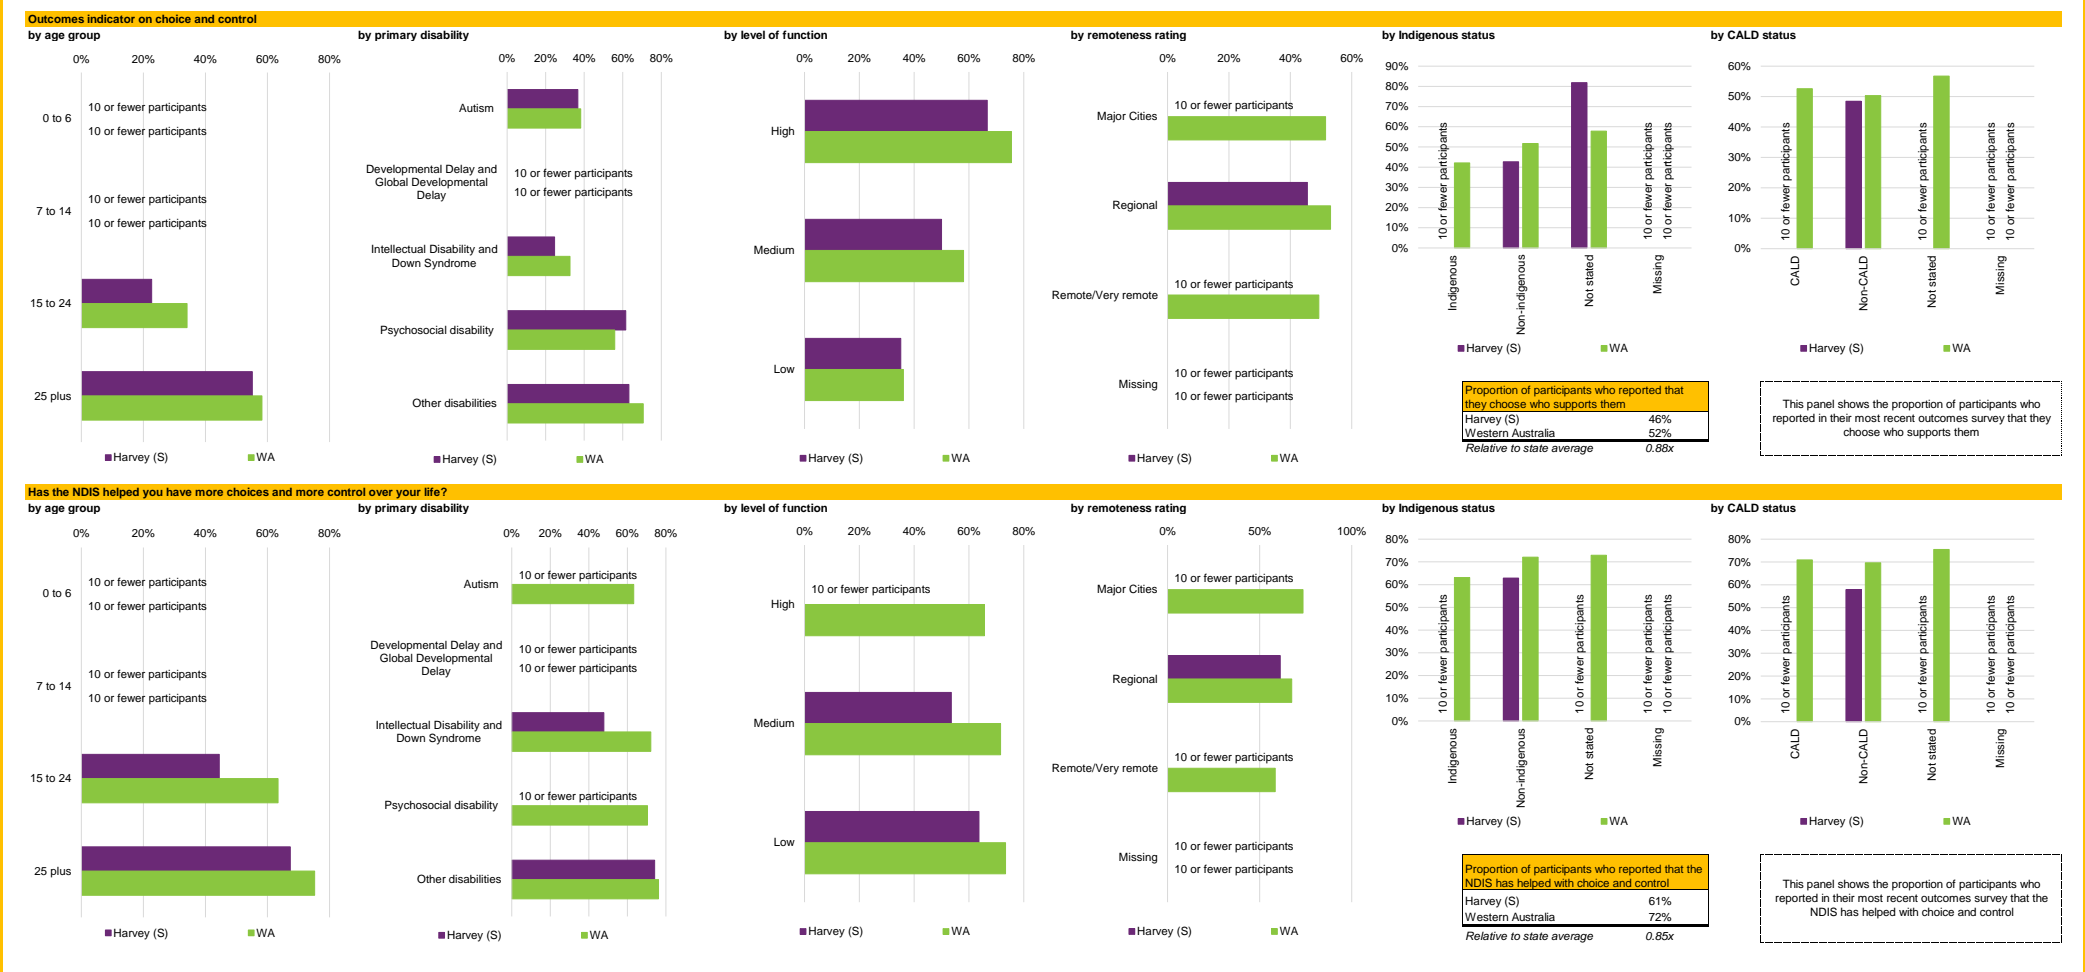 Outcomes indicator on choice and control
by age group
0%
20%
40%
60%
80%
0 to 6
10 or fewer participants
10 or fewer participants
7 to 14
10 or fewer participants
10 or fewer participants
15 to 24
25 plus
Harvey (S)
WA
by primary disability
0%
20%
40%
60%
80%
Autism
Developmental Delay and
Global Developmental
Delay
10 or fewer participants
10 or fewer participants
Intellectual Disability and
Down Syndrome
Psychosocial disability
Other disabilities
Harvey (S)
WA
by level of function
0%
20%
40%
60%
80%
High
Medium
Low
Harvey (S)
WA
by remoteness rating
0%
20%
40%
60%
Major Cities
10 or fewer participants
Regional
Remote/Very remote
10 or fewer participants
Missing
10 or fewer participants
10 or fewer participants
Harvey (S)
WA
by Indigenous status
90%
80%
70%
60%
50%
40%
30%
20%
10%
0%
10 or fewer participants
10 or fewer participants
10 or fewer participants
Indigenous
Non-indigenous
Not stated
Missing
Harvey (S)
WA
by CALD status
60%
50%
40%
30%
20%
10%
0%
10 or fewer participants
10 or fewer participants
10 or fewer participants
10 or fewer participants
CALD
Non-CALD
Not stated
Missing
Harvey (S)
WA
Proportion of participants who reported that
they choose who supports them
Harvey (S) 46%
Western Australia 52%
Relative to state average 0.88x
This panel shows the proportion of participants who
reported in their most recent outcomes survey that they
choose who supports them
Has the NDIS helped you have more choices and more control over your life?
by age group
0%
20%
40%
60%
80%
0 to 6
10 or fewer participants
10 or fewer participants
7 to 14
10 or fewer participants
10 or fewer participants
15 to 24
25 plus
Harvey (S)
WA
by primary disability
0%
20%
40%
60%
80%
Autism
10 or fewer participants
Developmental Delay and
Global Developmental
Delay
10 or fewer participants
10 or fewer participants
Intellectual Disability and
Down Syndrome
Psychosocial disability
10 or fewer participants
Other disabilities
Harvey (S)
WA
by level of function
0%
20%
40%
60%
80%
High
10 or fewer participants
Medium
Low
Harvey (S)
WA
by remoteness rating
0%
50%
100%
Major Cities
10 or fewer participants
Regional
Remote/Very remote
10 or fewer participants
Missing
10 or fewer participants
10 or fewer participants
Harvey (S)
WA
by Indigenous status
80%
70%
60%
50%
40%
30%
20%
10%
0%
10 or fewer participants
10 or fewer participants
10 or fewer participants
10 or fewer participants
Indigenous
Non-indigenous
Not stated
Missing
Harvey (S)
WA
by CALD status
80%
70%
60%
50%
40%
30%
20%
10%
0%
10 or fewer participants
10 or fewer participants
10 or fewer participants
10 or fewer participants
CALD
Non-CALD
Not stated
Missing
Harvey (S)
WA
Proportion of participants who reported that the
NDIS has helped with choice and control
Harvey (S) 61%
Western Australia 72%
Relative to state average 0.85x
This panel shows the proportion of participants who
reported in their most recent outcomes survey that the
NDIS has helped with choice and control